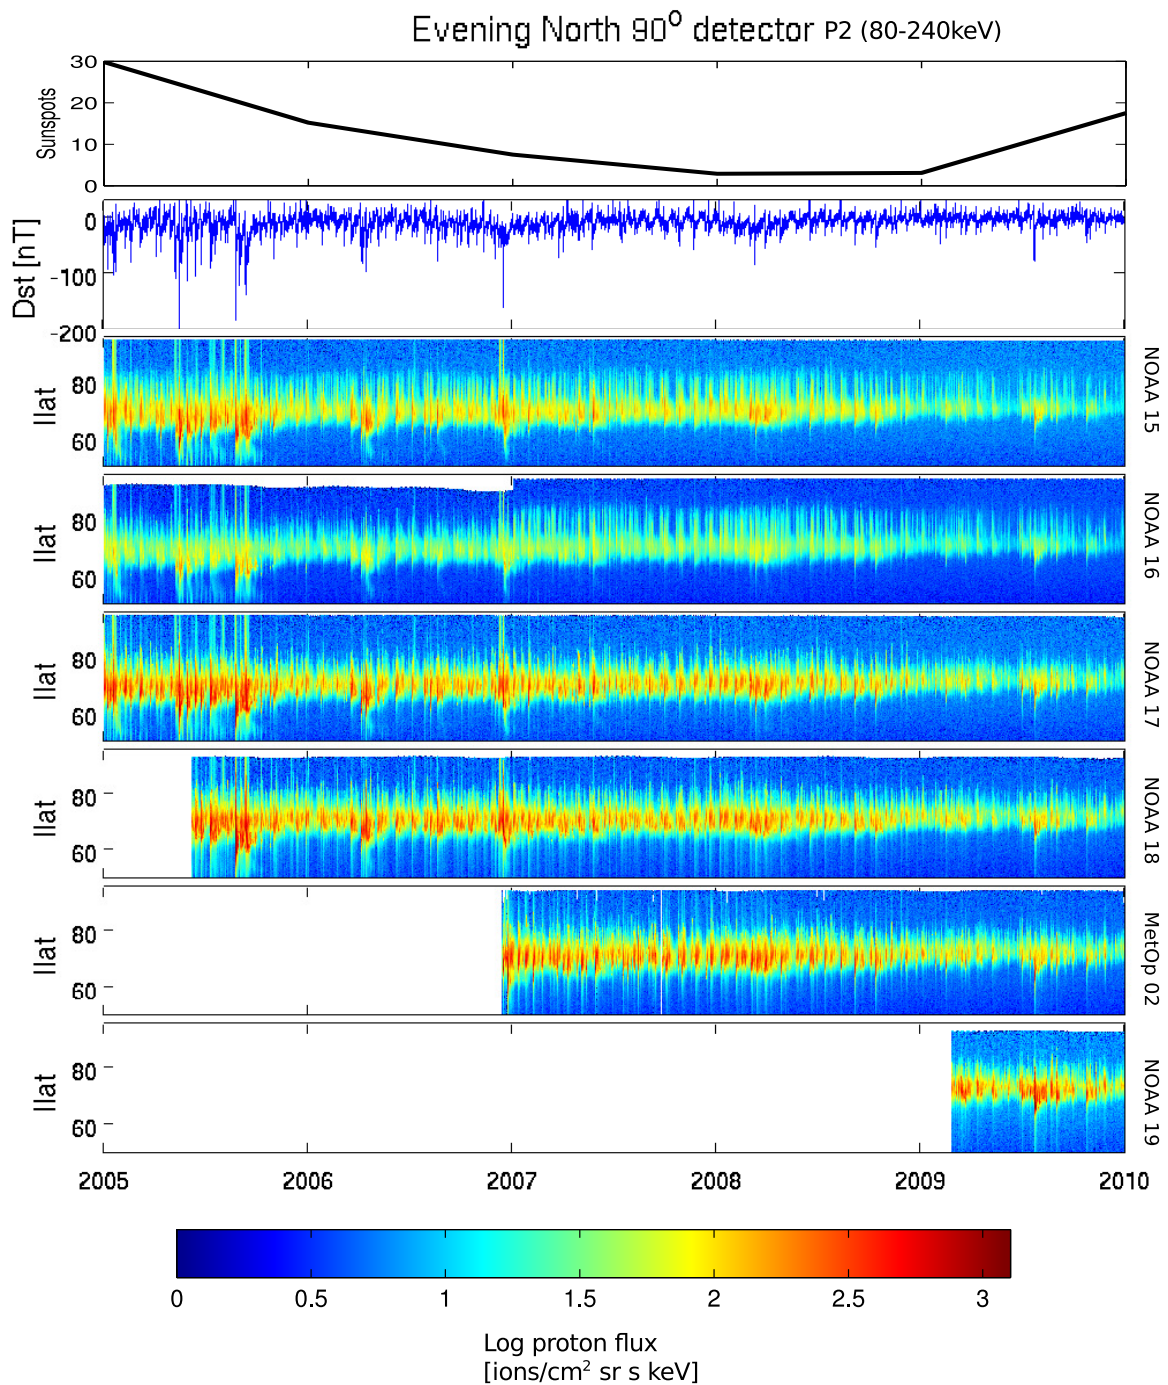 Evening North 90° detector P2 (80-240keV)
30
20
10
0
Sunspots
0
-100
-200
Dst [nT]
80
60
Ilat
NOAA 15
80
60
Ilat
NOAA 16
80
60
Ilat
NOAA 17
80
60
Ilat
NOAA 18
80
60
Ilat
MetOp 02
80
60
Ilat
NOAA 19
2005 2006 2007 2008 2009 2010
0 0.5 1 1.5 2 2.5 3
Log proton flux
[ions/cm² sr s keV]